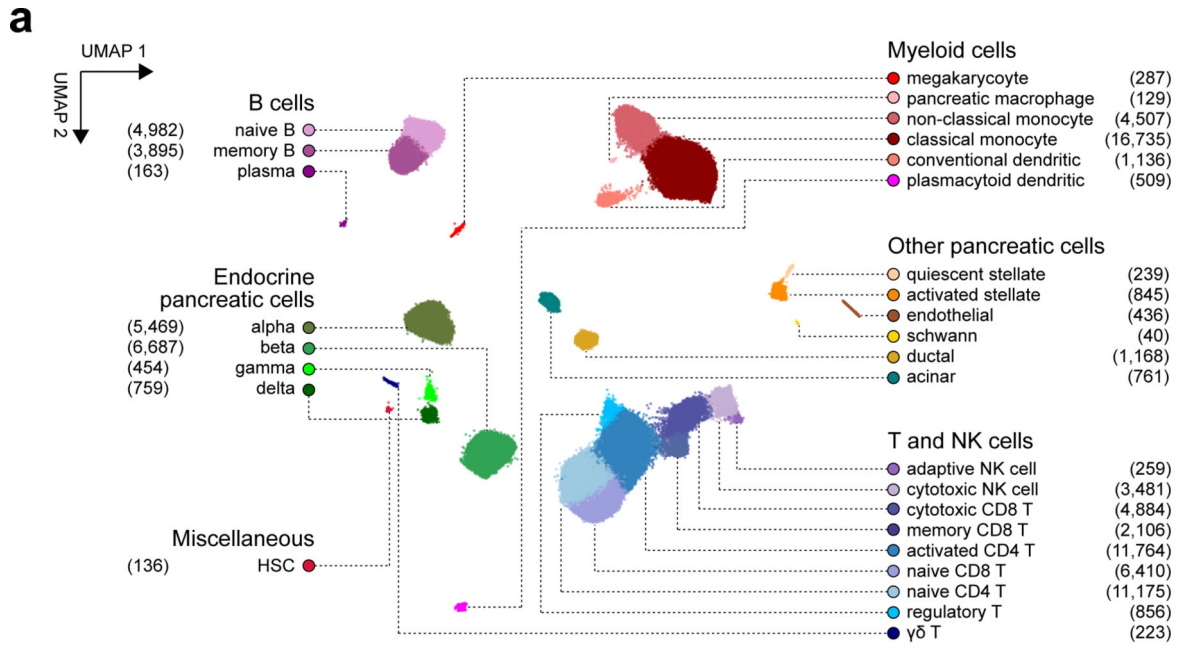 a
UMAP 1
UMAP 2
B cells
(4,982) naive B
(3,895) memory B
(163) plasma
Endocrine
pancreatic cells
(5,469) alpha
(6,687) beta
(454) gamma
(759) delta
Miscellaneous
(136) HSC
Myeloid cells
megakarycoyte (287)
pancreatic macrophage (129)
non-classical monocyte (4,507)
classical monocyte (16,735)
conventional dendritic (1,136)
plasmacytoid dendritic (509)
Other pancreatic cells
quiescent stellate (239)
activated stellate (845)
endothelial (436)
schwann (40)
ductal (1,168)
acinar (761)
T and NK cells
adaptive NK cell (259)
cytotoxic NK cell (3,481)
cytotoxic CD8 T (4,884)
memory CD8 T (2,106)
activated CD4 T (11,764)
naive CD8 T (6,410)
naive CD4 T (11,175)
regulatory T (856)
γδ T (223)